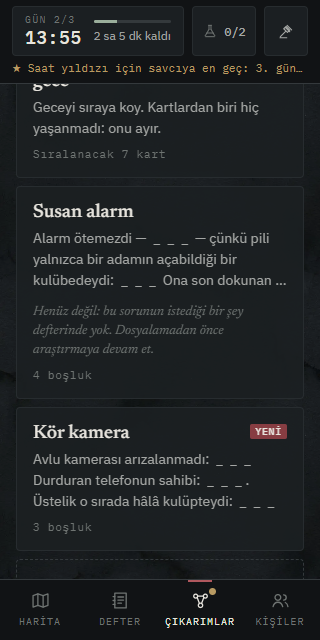 GÜN 2/3
13:55
2 sa 5 dk kaldı
0/2
★ Saat yıldızı için savcıya en geç: 3. gün…
gece
Geceyi sıraya koy. Kartlardan biri hiç
yaşanmadı: onu ayır.
Sıralanacak 7 kart
Susan alarm
Alarm ötemezdi — _ _ _ — çünkü pili
yalnızca bir adamın açabildiği bir
kulübedeydi: _ _ _ Ona son dokunan …
Henüz değil: bu sorunun istediği bir şey
defterinde yok. Dosyalamadan önce
araştırmaya devam et.
4 boşluk
Kör kamera
YENİ
Avlu kamerası arızalanmadı: _ _ _
Durduran telefonun sahibi: _ _ _.
Üstelik o sırada hâlâ kulüpteydi: _ _ _
3 boşluk
HARİTA
DEFTER
ÇIKARIMLAR
KİŞİLER